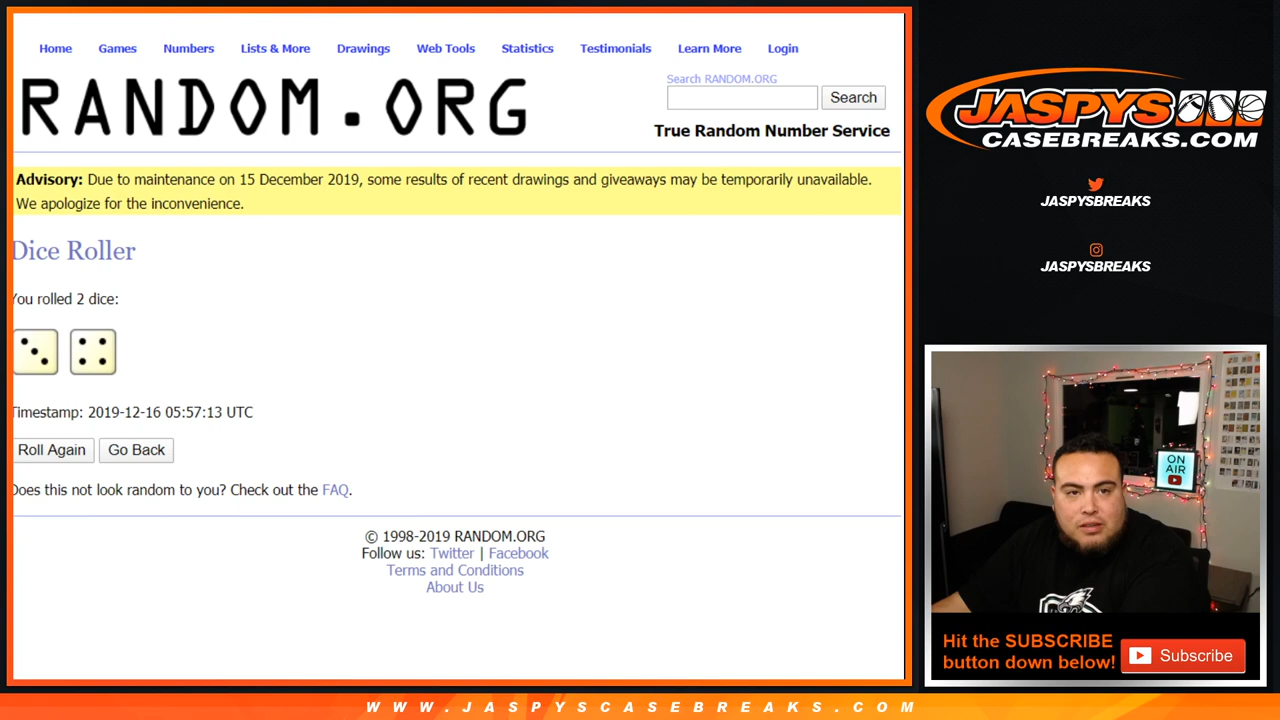 Home Games Numbers Lists & More Drawings Web Tools Statistics Testimonials Learn More Login
RANDOM.ORG
Search RANDOM.ORG
Search
True Random Number Service
Advisory: Due to maintenance on 15 December 2019, some results of recent drawings and giveaways may be temporarily unavailable.
We apologize for the inconvenience.
Dice Roller
You rolled 2 dice:
Timestamp: 2019-12-16 05:57:13 UTC
Roll Again Go Back
Does this not look random to you? Check out the FAQ.
© 1998-2019 RANDOM.ORG
Follow us: Twitter | Facebook
Terms and Conditions
About Us
JASPYS
CASEBREAKS.COM
JASPYSBREAKS
JASPYSBREAKS
ON
AIR
Hit the SUBSCRIBE
button down below!
Subscribe
WWW.JASPYSCASEBREAKS.COM